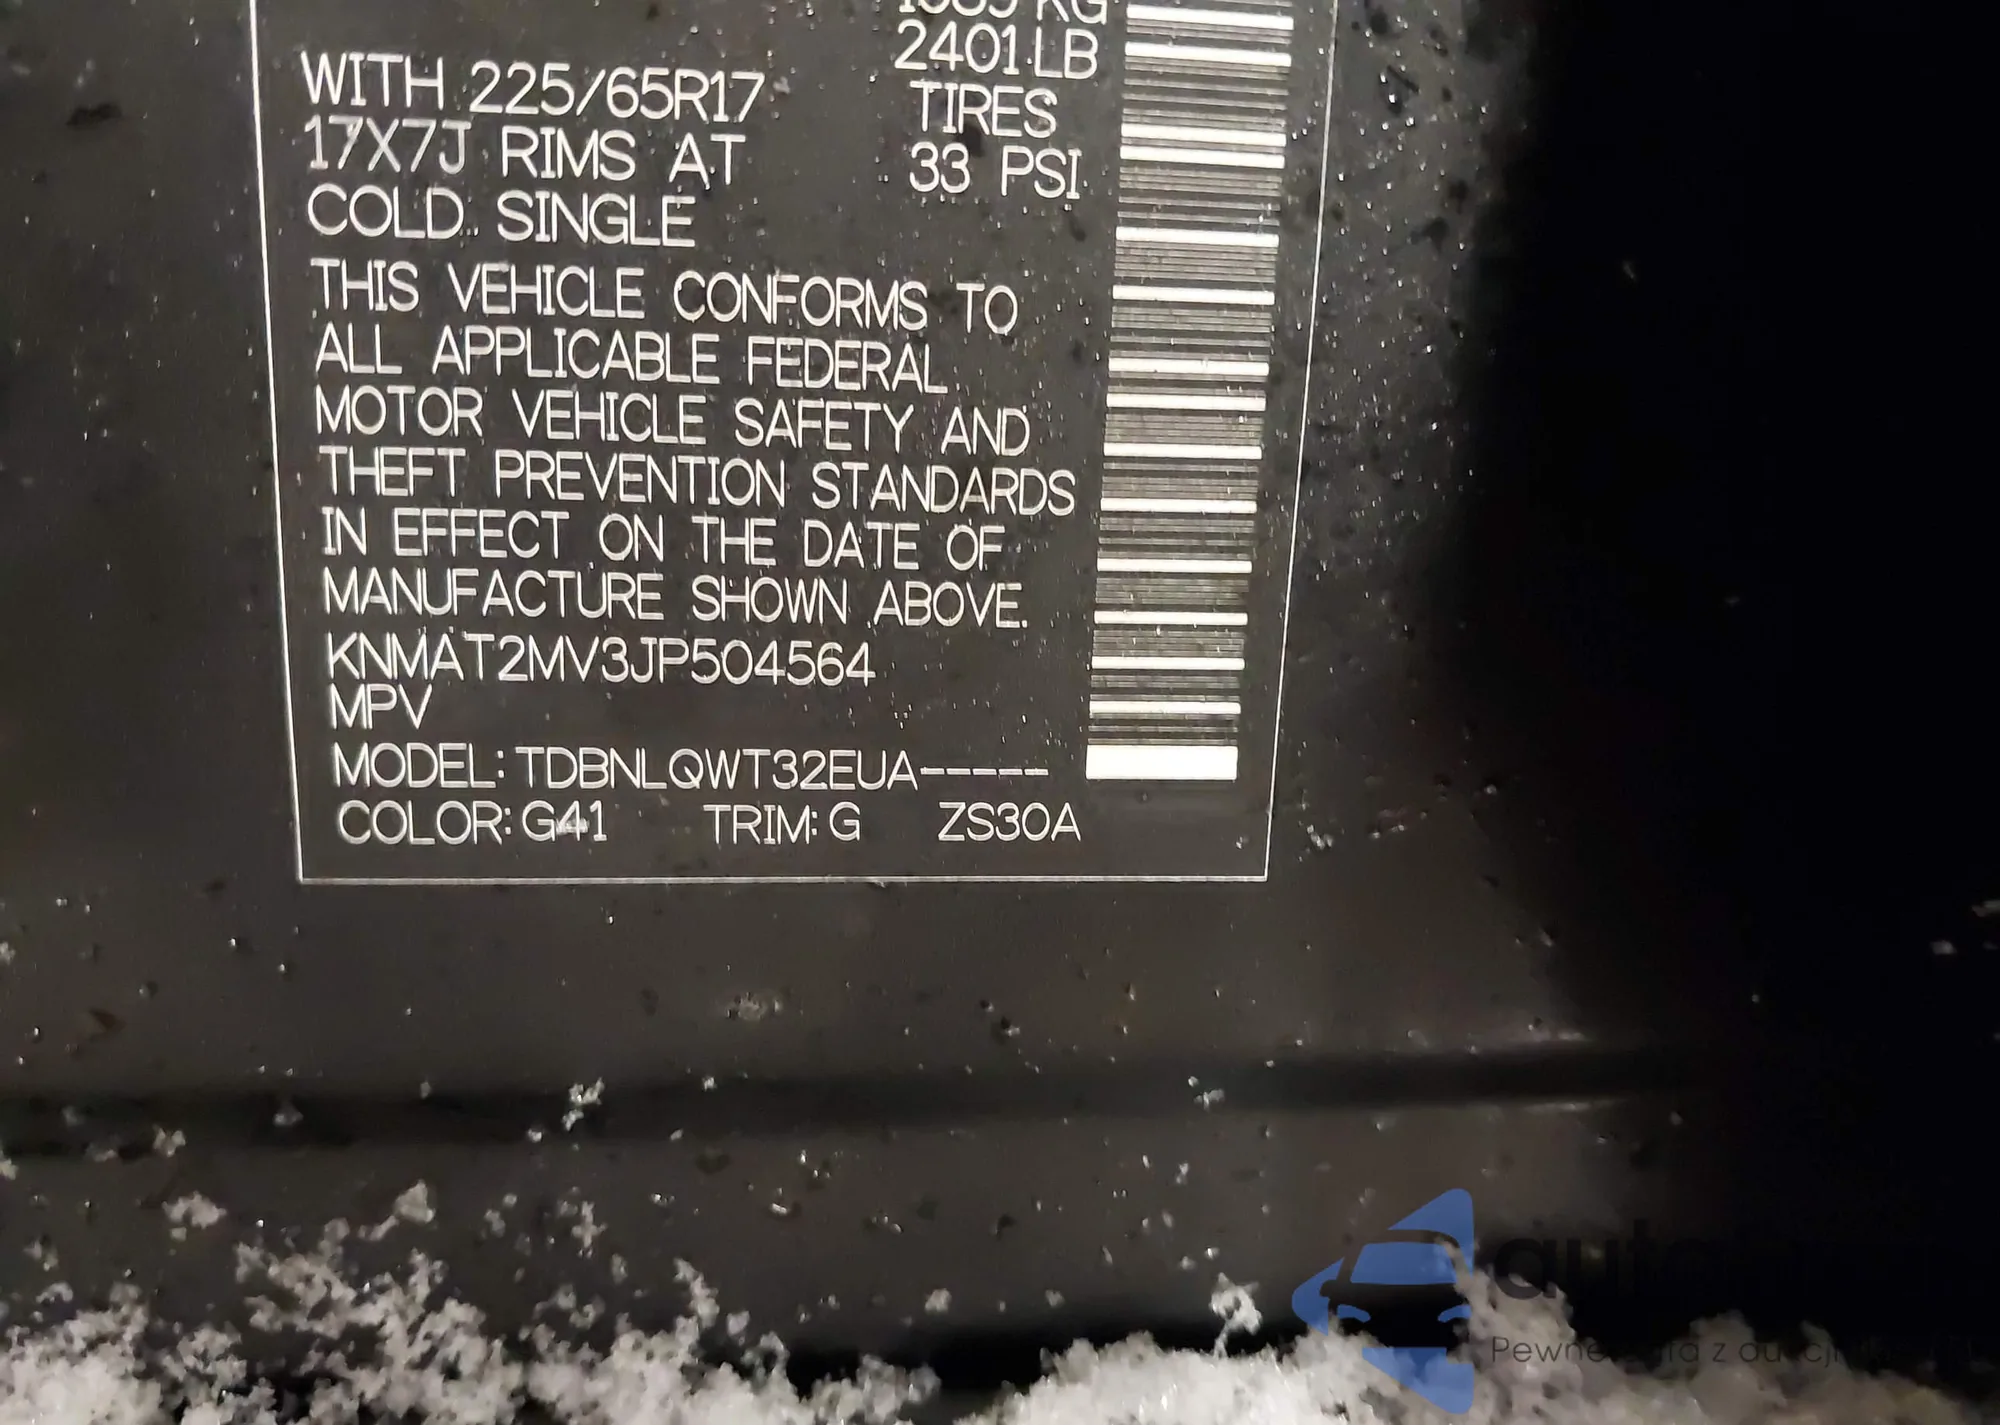 KG
2401 LB
WITH 225/65R17 TIRES
17X7J RIMS AT 33 PSI
COLD SINGLE
THIS VEHICLE CONFORMS TO
ALL APPLICABLE FEDERAL
MOTOR VEHICLE SAFETY AND
THEFT PREVENTION STANDARDS
IN EFFECT ON THE DATE OF
MANUFACTURE SHOWN ABOVE.
KNMAT2MV3JP504564
MPV
MODEL: TDBNLQWT32EUA-----
COLOR: G41 TRIM: G ZS30A